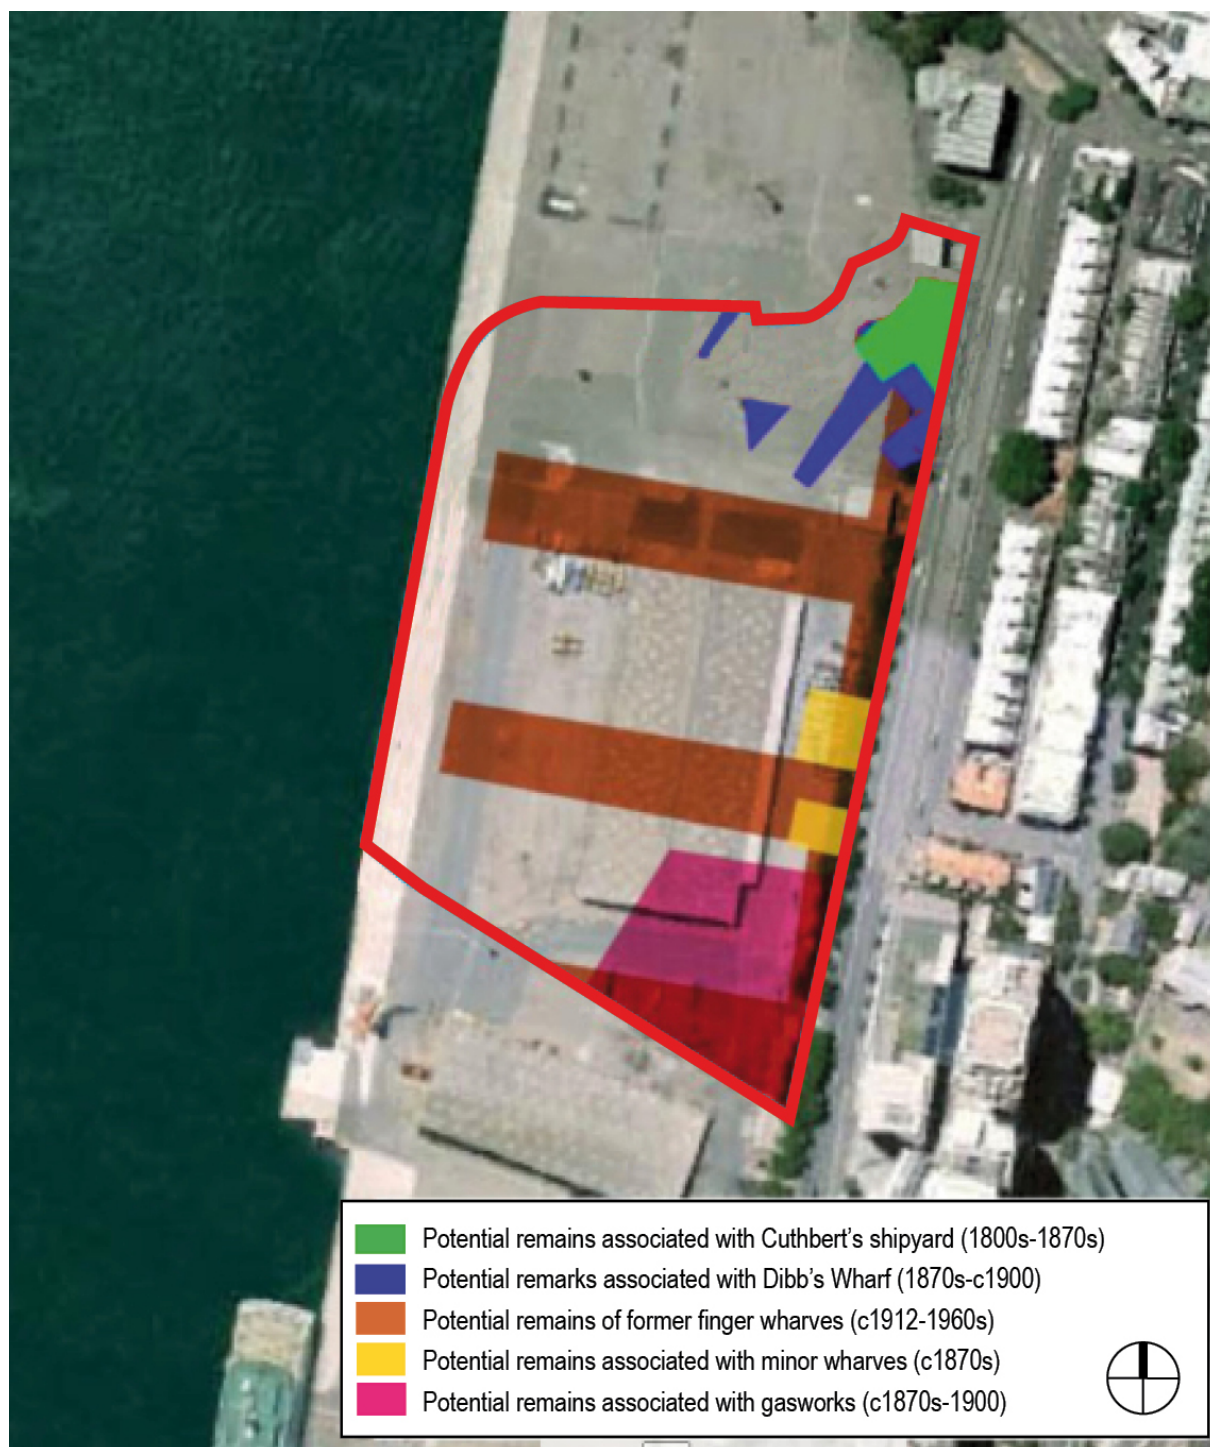 Potential remains associated with Cuthbert's shipyard (1800s-1870s)
Potential remarks associated with Dibb's Wharf (1870s-c1900)
Potential remains of former finger wharves (c1912-1960s)
Potential remains associated with minor wharves (c1870s)
Potential remains associated with gasworks (c1870s-1900)